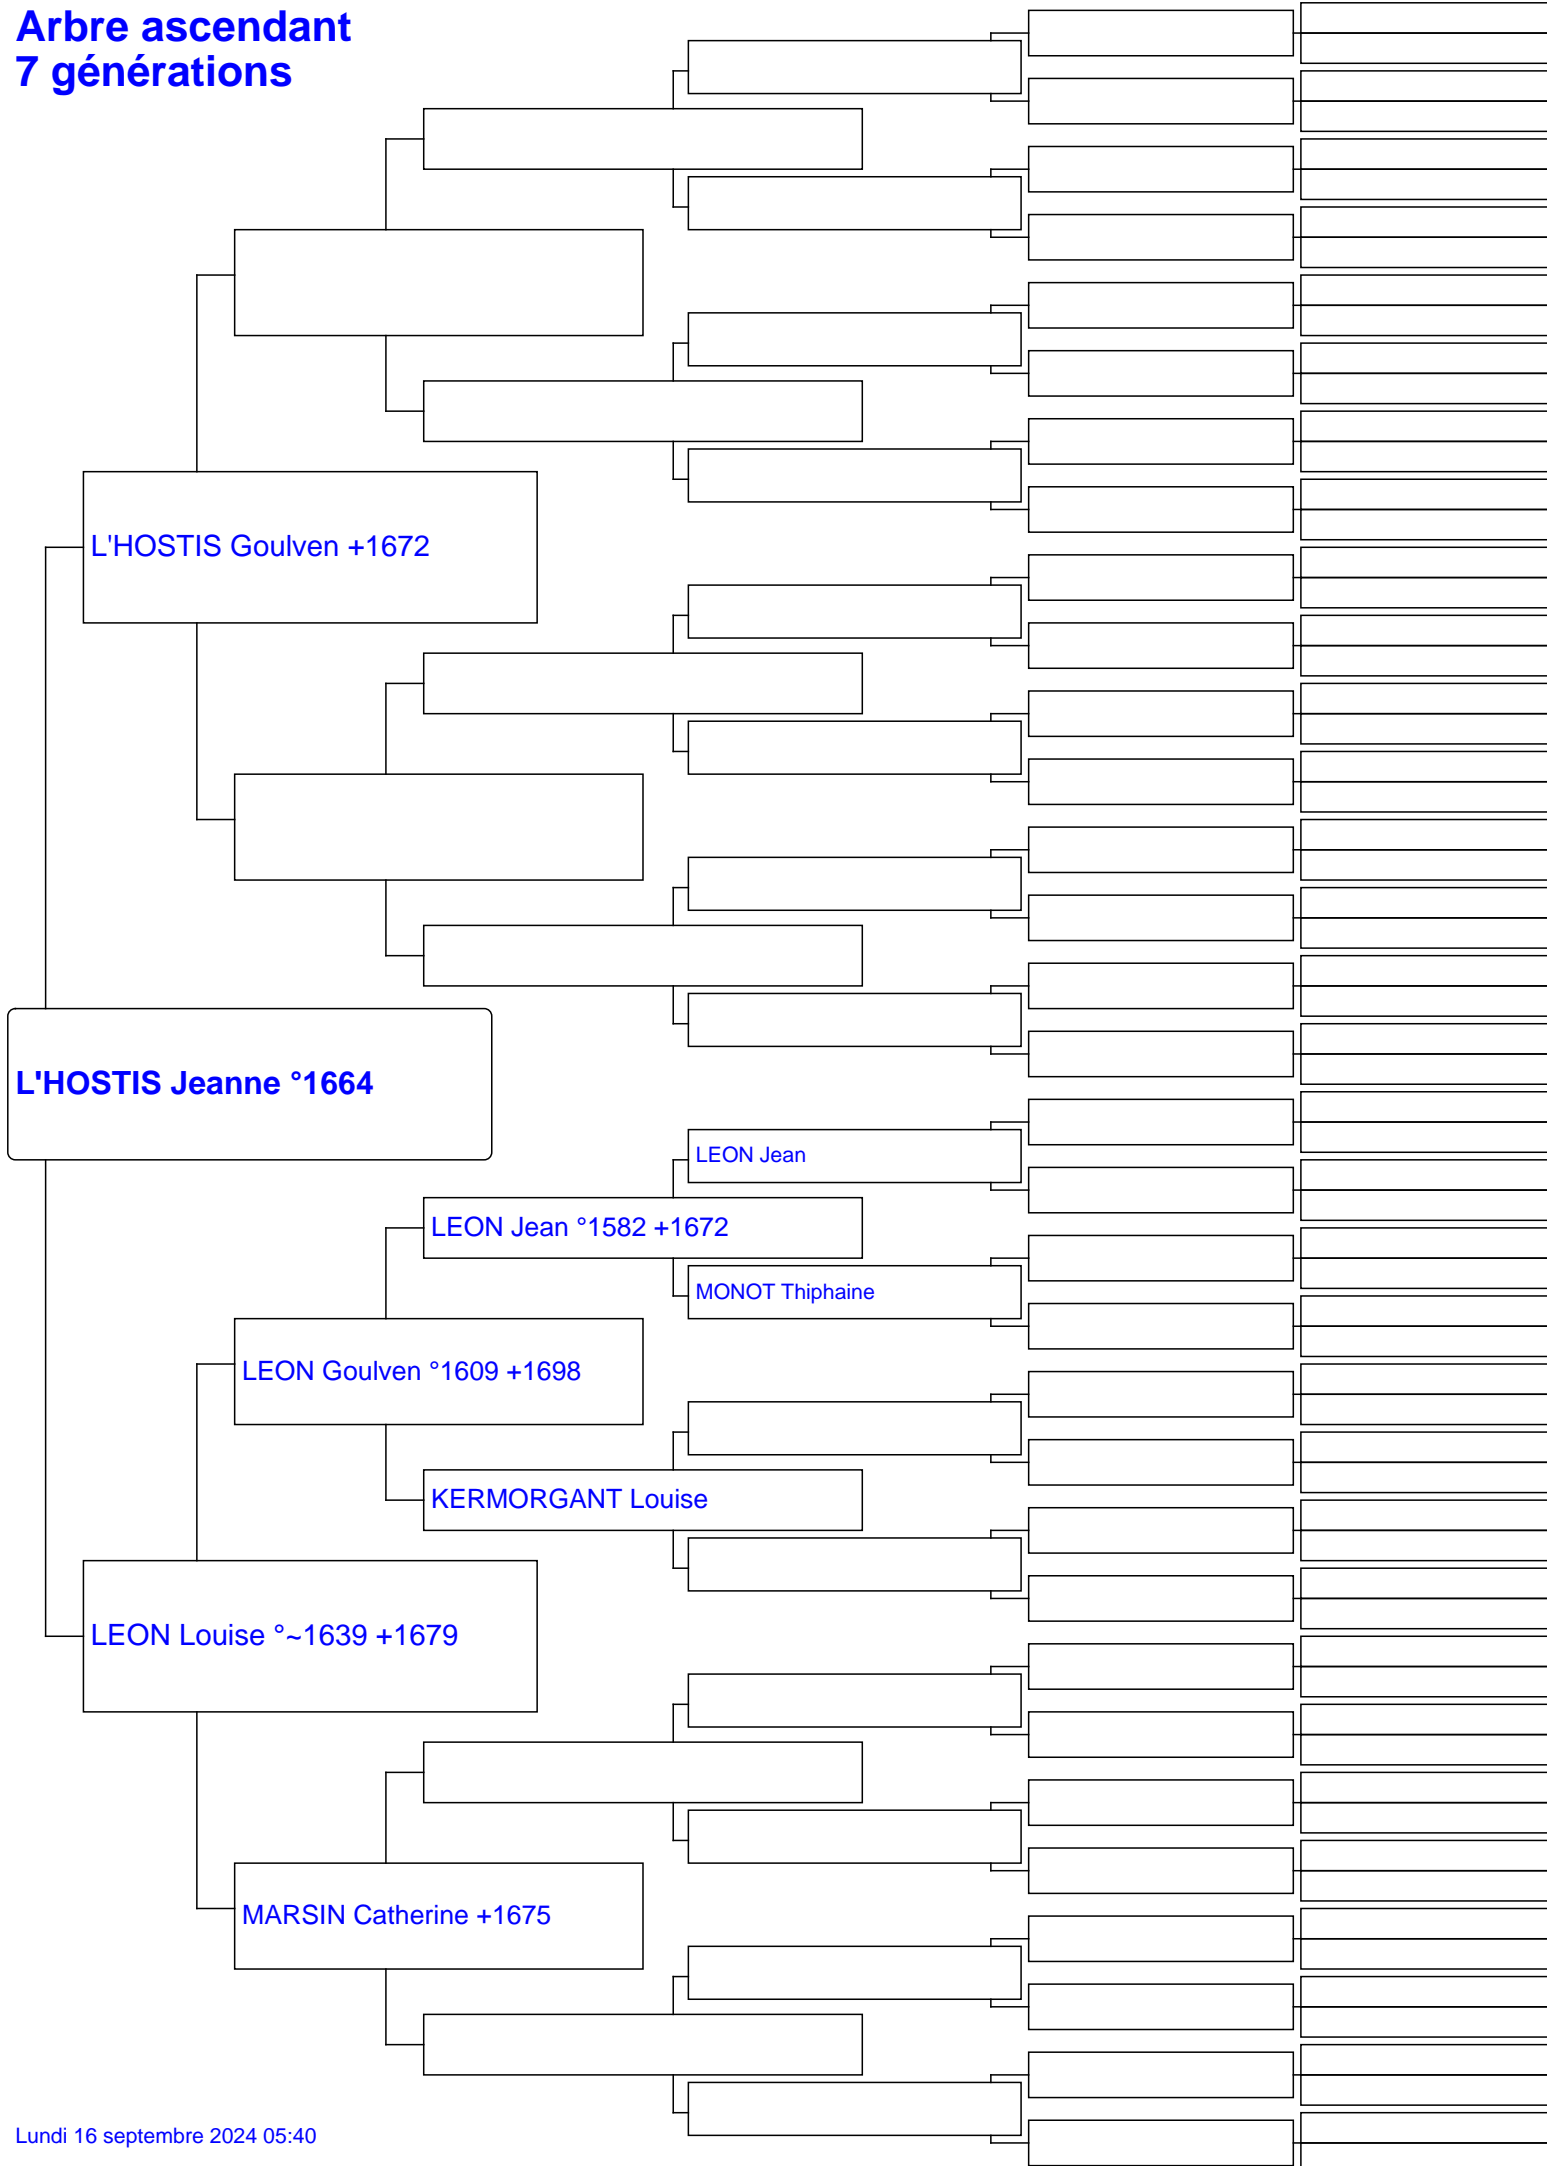 Arbre ascendant
7 générations
L'HOSTIS Goulven +1672
L'HOSTIS Jeanne °1664
LEON Jean
LEON Jean °1582 +1672
MONOT Thiphaine
LEON Goulven °1609 +1698
KERMORGANT Louise
LEON Louise °~1639 +1679
MARSIN Catherine +1675
Lundi 16 septembre 2024 05:40